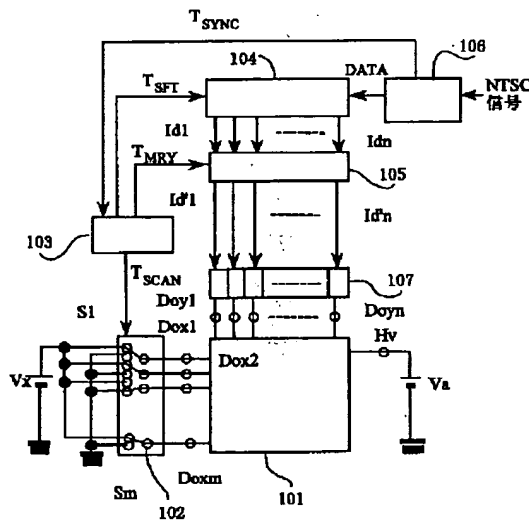 TSYNC
106
104
DATA
NTSC
信号
TSFT
Id1
Idn
TMRY
105
Id'1
Id'n
103
TSCAN
107
S1
Doy1
Doyn
Dox1
Hv
Dox2
Vx
Va
Doxm
Sm
102
101